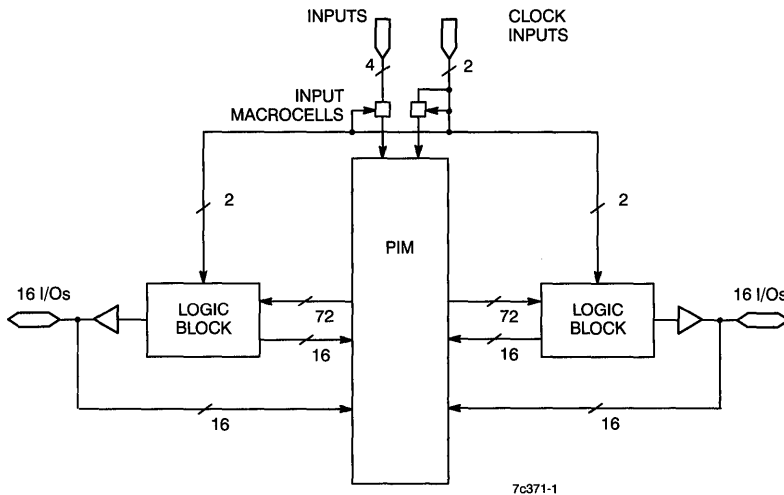 INPUTS
CLOCK
INPUTS
4
2
INPUT
MACROCELLS
2
2
PIM
16 I/Os
LOGIC
BLOCK
72
16
72
16
LOGIC
BLOCK
16 I/Os
16
16
7c371-1